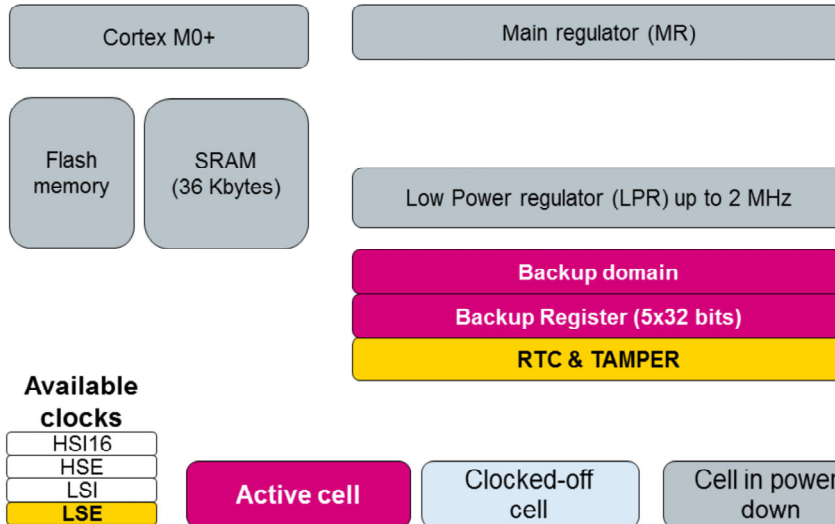 Cortex M0+
Main regulator (MR)
Flash
memory
SRAM
(36 Kbytes)
Low Power regulator (LPR) up to 2 MHz
Backup domain
Backup Register (5x32 bits)
RTC & TAMPER
Available
clocks
HSI16
HSE
LSI
LSE
Active cell
Clocked-off
cell
Cell in power
down